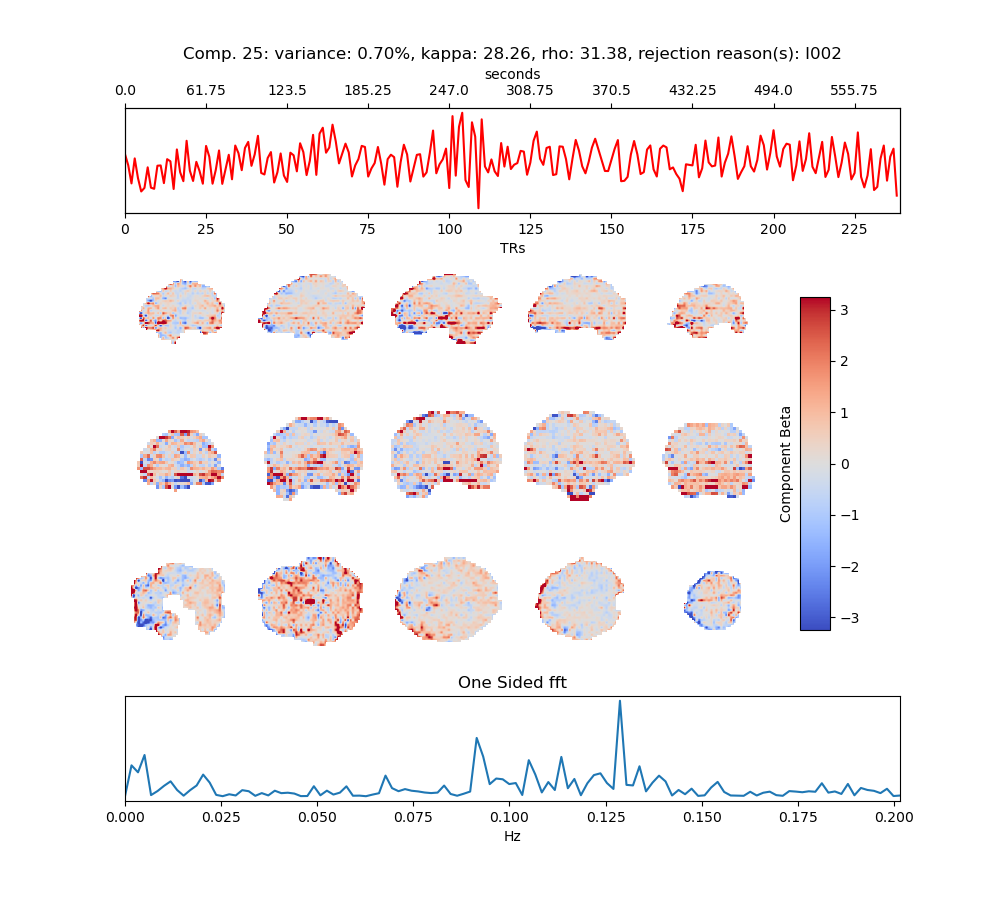 Comp. 25: variance: 0.70%, kappa: 28.26, rho: 31.38, rejection reason(s): I002
seconds
0.0 61.75 123.5 185.25 247.0 308.75 370.5 432.25 494.0 555.75
0 25 50 75 100 125 150 175 200 225
TRs
3
2
1
0
−1
−2
−3
Component Beta
One Sided fft
0.000 0.025 0.050 0.075 0.100 0.125 0.150 0.175 0.200
Hz